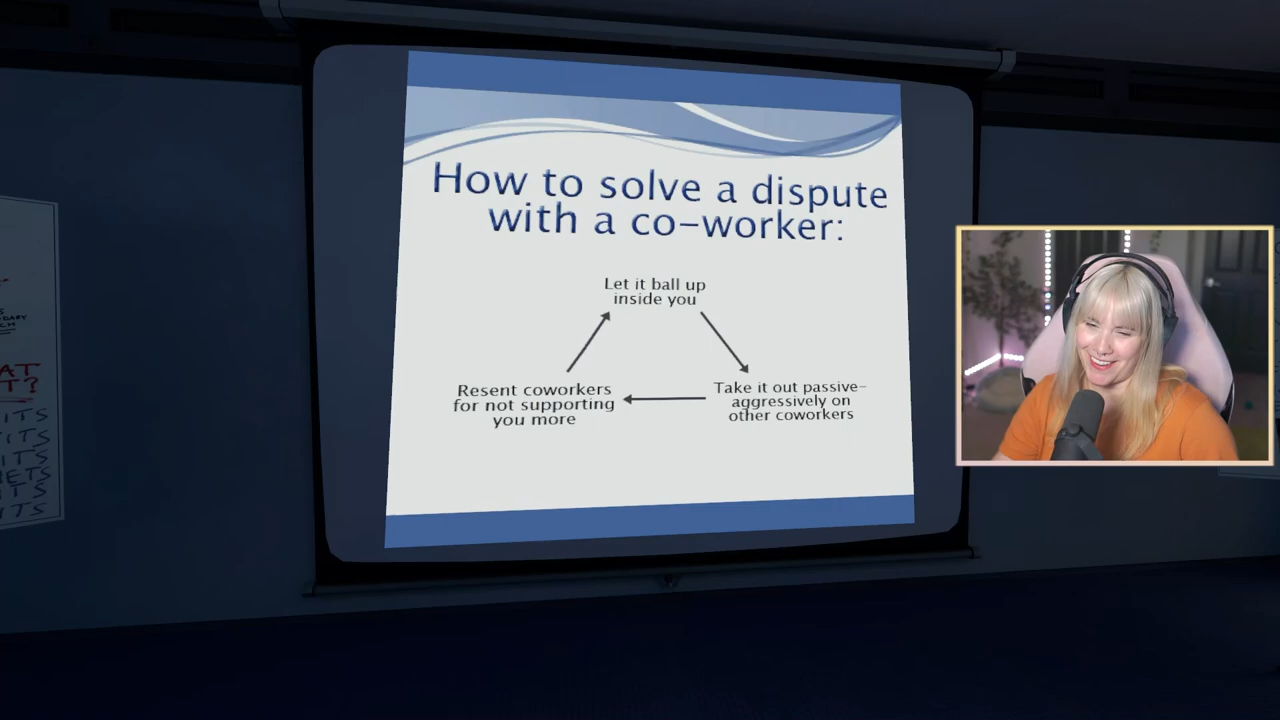 How to solve a dispute
with a co-worker:
Let it ball up
inside you
Resent coworkers
for not supporting
you more
Take it out passive-
aggressively on
other coworkers